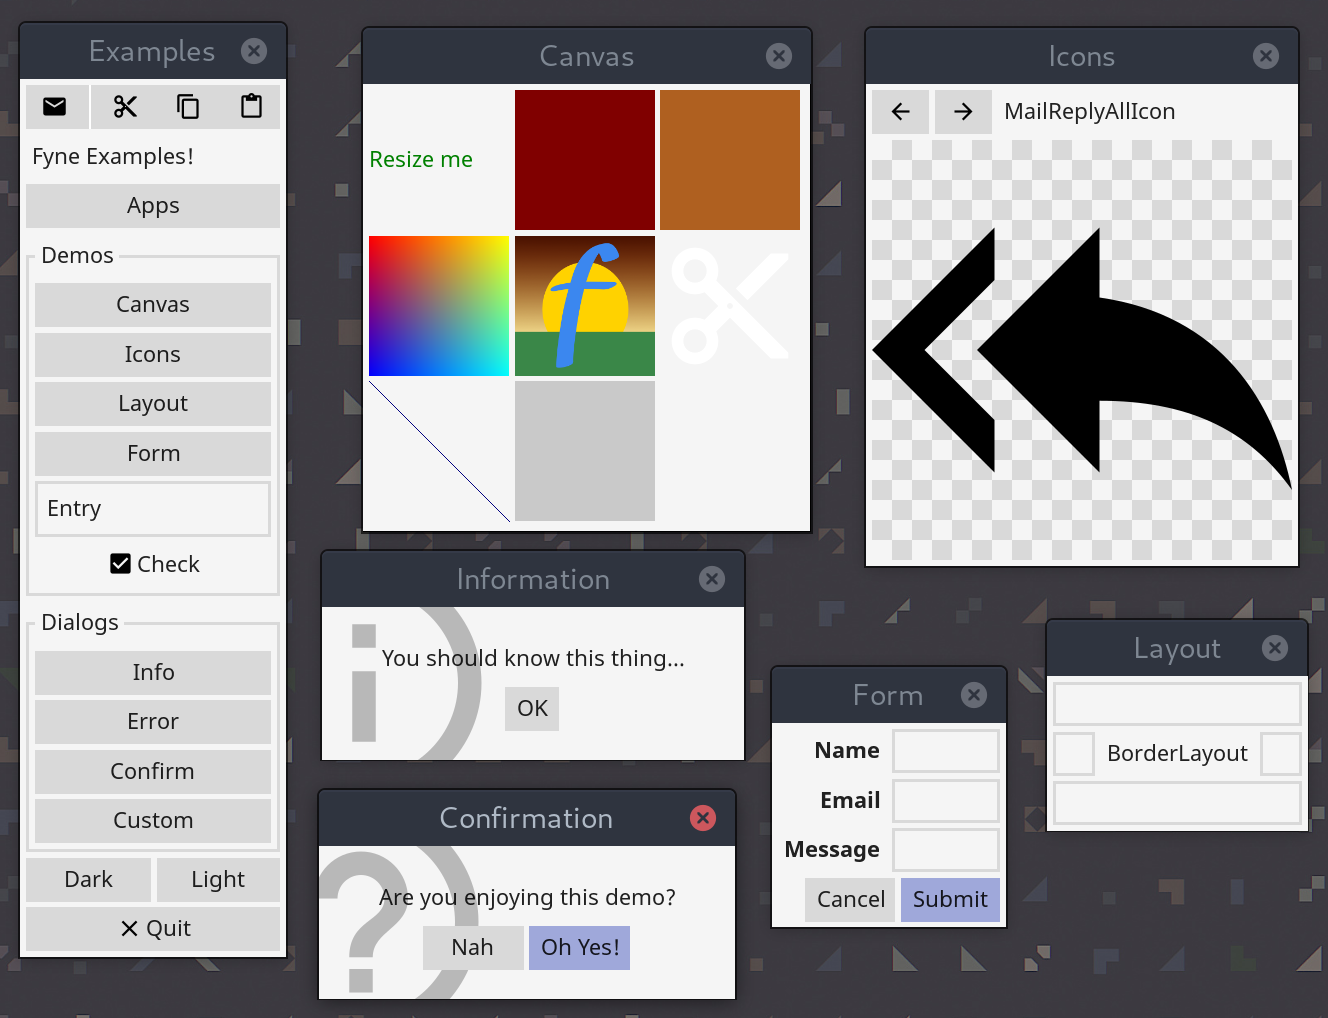 Examples
Fyne Examples!
Apps
Demos
Canvas
Icons
Layout
Form
Entry
Check
Dialogs
Info
Error
Confirm
Custom
Dark Light
Quit
Canvas
Resize me
f
Icons
MailReplyAllIcon
Information
You should know this thing...
OK
Confirmation
Are you enjoying this demo?
Nah Oh Yes!
Form
Name
Email
Message
Cancel Submit
Layout
BorderLayout